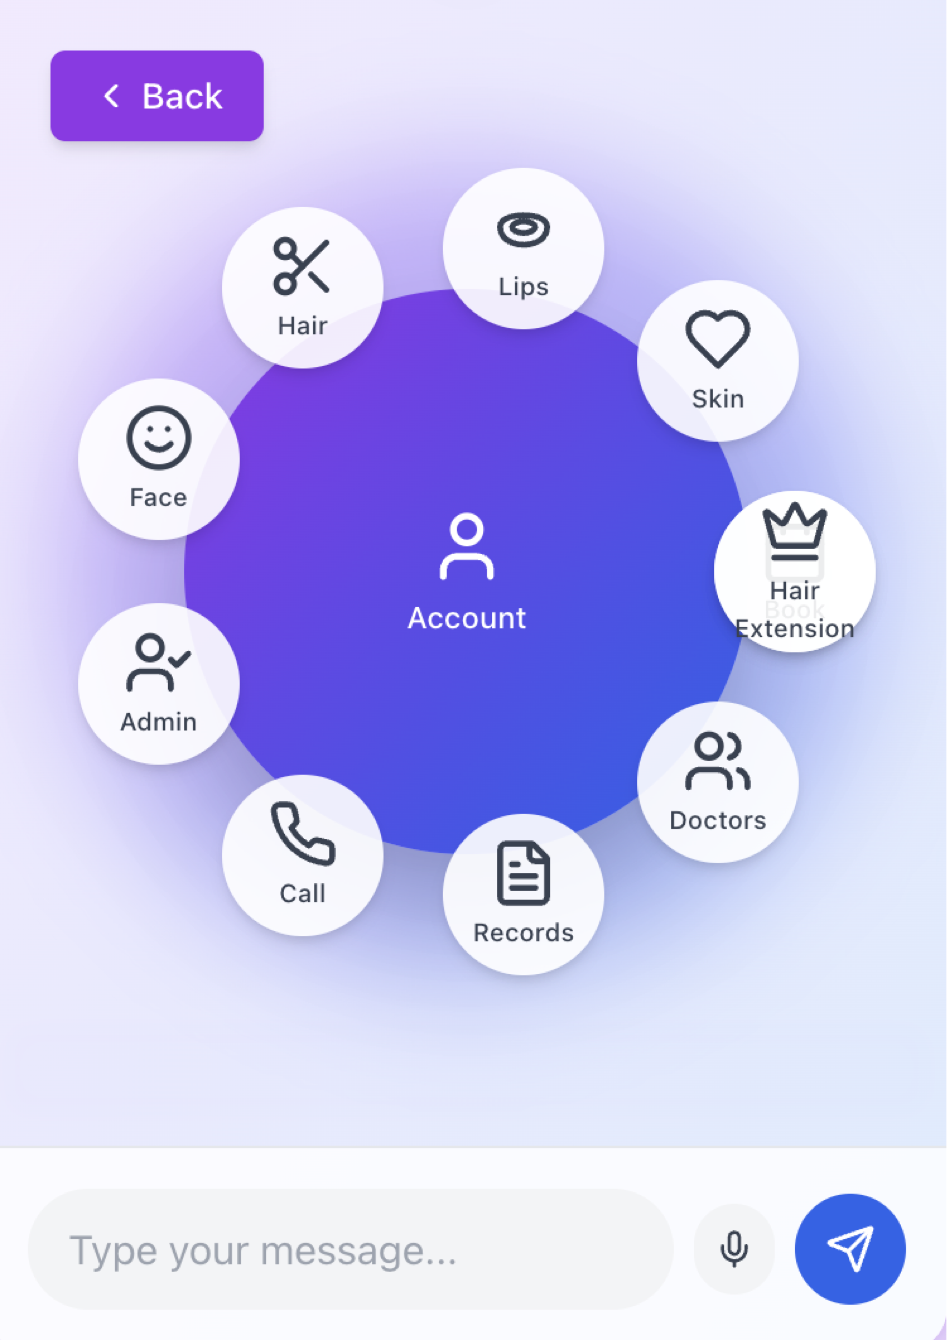 Back
Lips
Hair
Skin
Face
Hair
Book
Extension
Account
Admin
Doctors
Call
Records
Type your message...